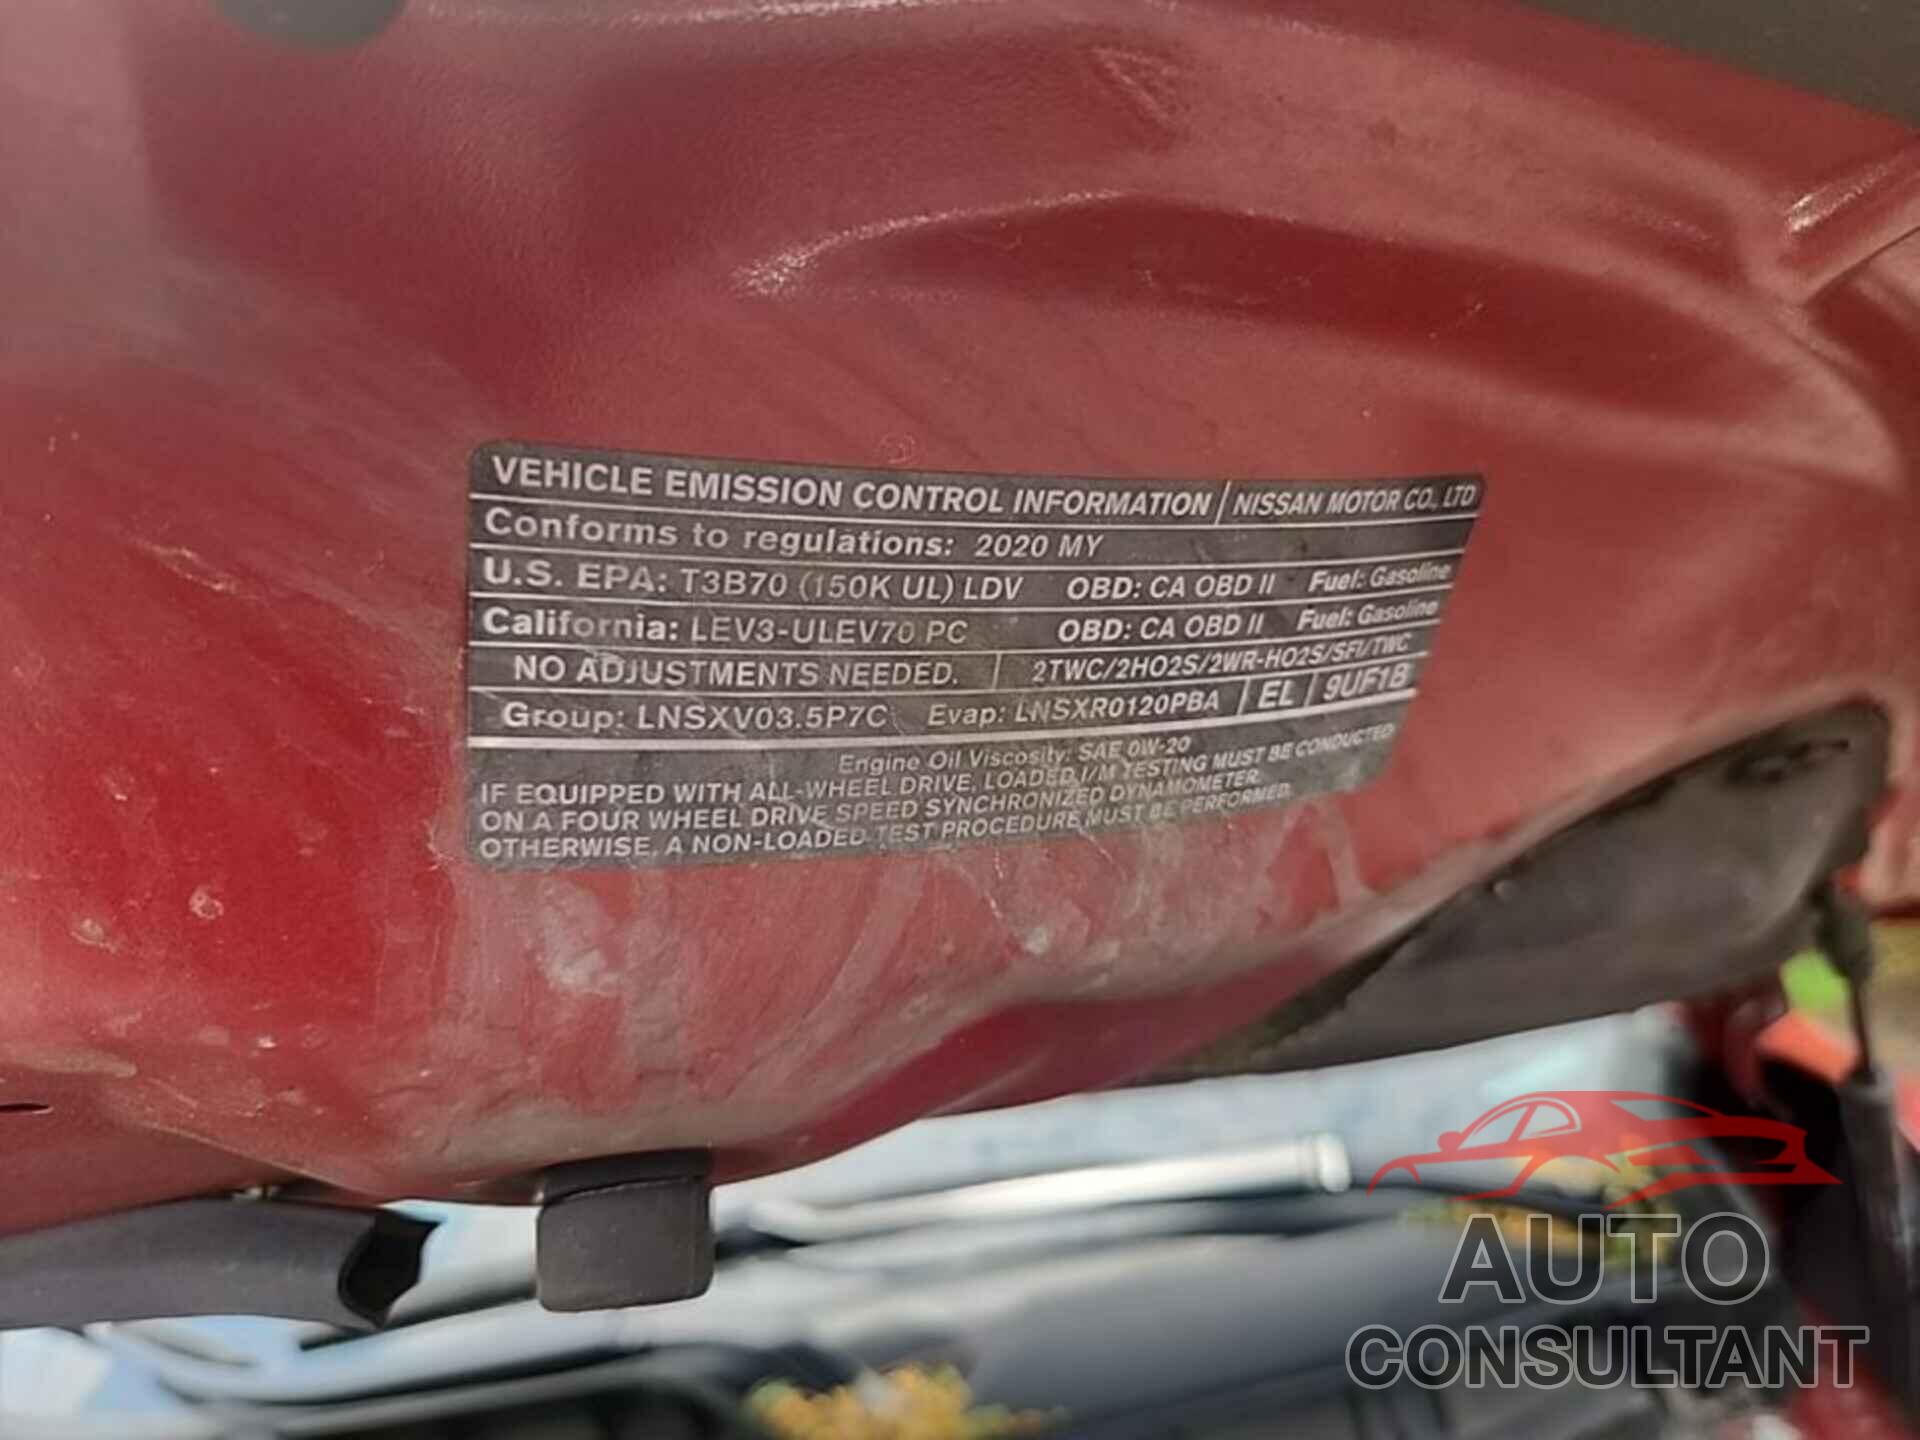 VEHICLE EMISSION CONTROL INFORMATION / NISSAN MOTOR CO., LTD
Conforms to regulations: 2020 MY
U.S. EPA: T3B70 (150K UL) LDV OBD: CA OBD II Fuel: Gasoline
California: LEV3-ULEV70 PC OBD: CA OBD II Fuel: Gasoline
NO ADJUSTMENTS NEEDED. / 2TWC/2HO2S/2WR-HO2S/SFI/TWC
Group: LNSXV03.5P7C Evap: LNSXR0120PBA / EL / 9UF1B
Engine Oil Viscosity: SAE 0W-20
IF EQUIPPED WITH ALL-WHEEL DRIVE, LOADED I/M TESTING MUST BE CONDUCTED
ON A FOUR WHEEL DRIVE SPEED SYNCHRONIZED DYNAMOMETER.
OTHERWISE, A NON-LOADED TEST PROCEDURE MUST BE PERFORMED.
AUTO
CONSULTANT